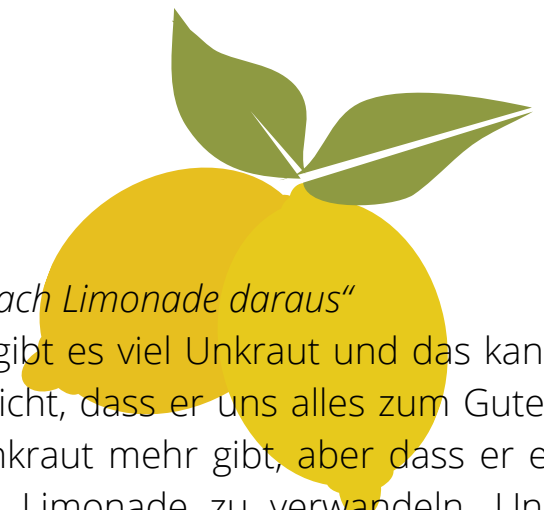 ach Limonade daraus“
gibt es viel Unkraut und das kan
icht, dass er uns alles zum Gute
nkraut mehr gibt, aber dass er e
Limonade zu verwandeln. Un